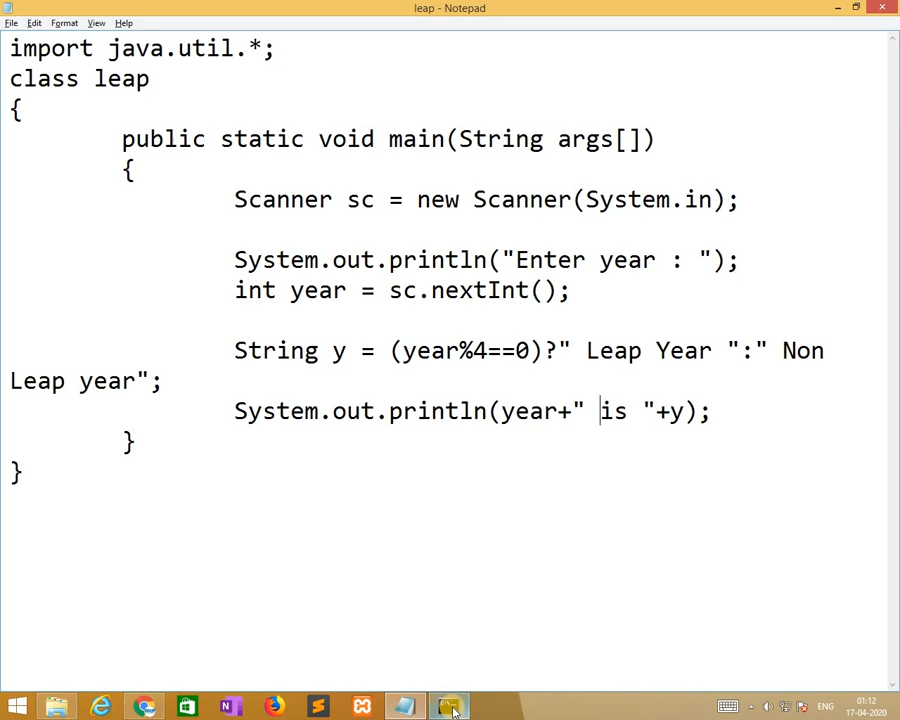 leap - Notepad
File Edit Format View Help
import java.util.*;
class leap
{
public static void main(String args[])
{
Scanner sc = new Scanner(System.in);
System.out.println("Enter year : ");
int year = sc.nextInt();
String y = (year%4==0)?" Leap Year ":" Non
Leap year";
System.out.println(year+" is "+y);
}
}
ENG
01:12
17-04-2020